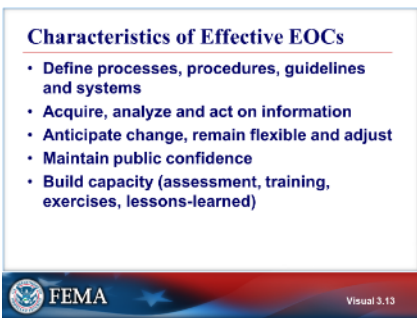 Characteristics of Effective EOCs
• Define processes, procedures, guidelines
and systems
• Acquire, analyze and act on information
• Anticipate change, remain flexible and adjust
• Maintain public confidence
• Build capacity (assessment, training,
exercises, lessons-learned)
FEMA
Visual 3.13